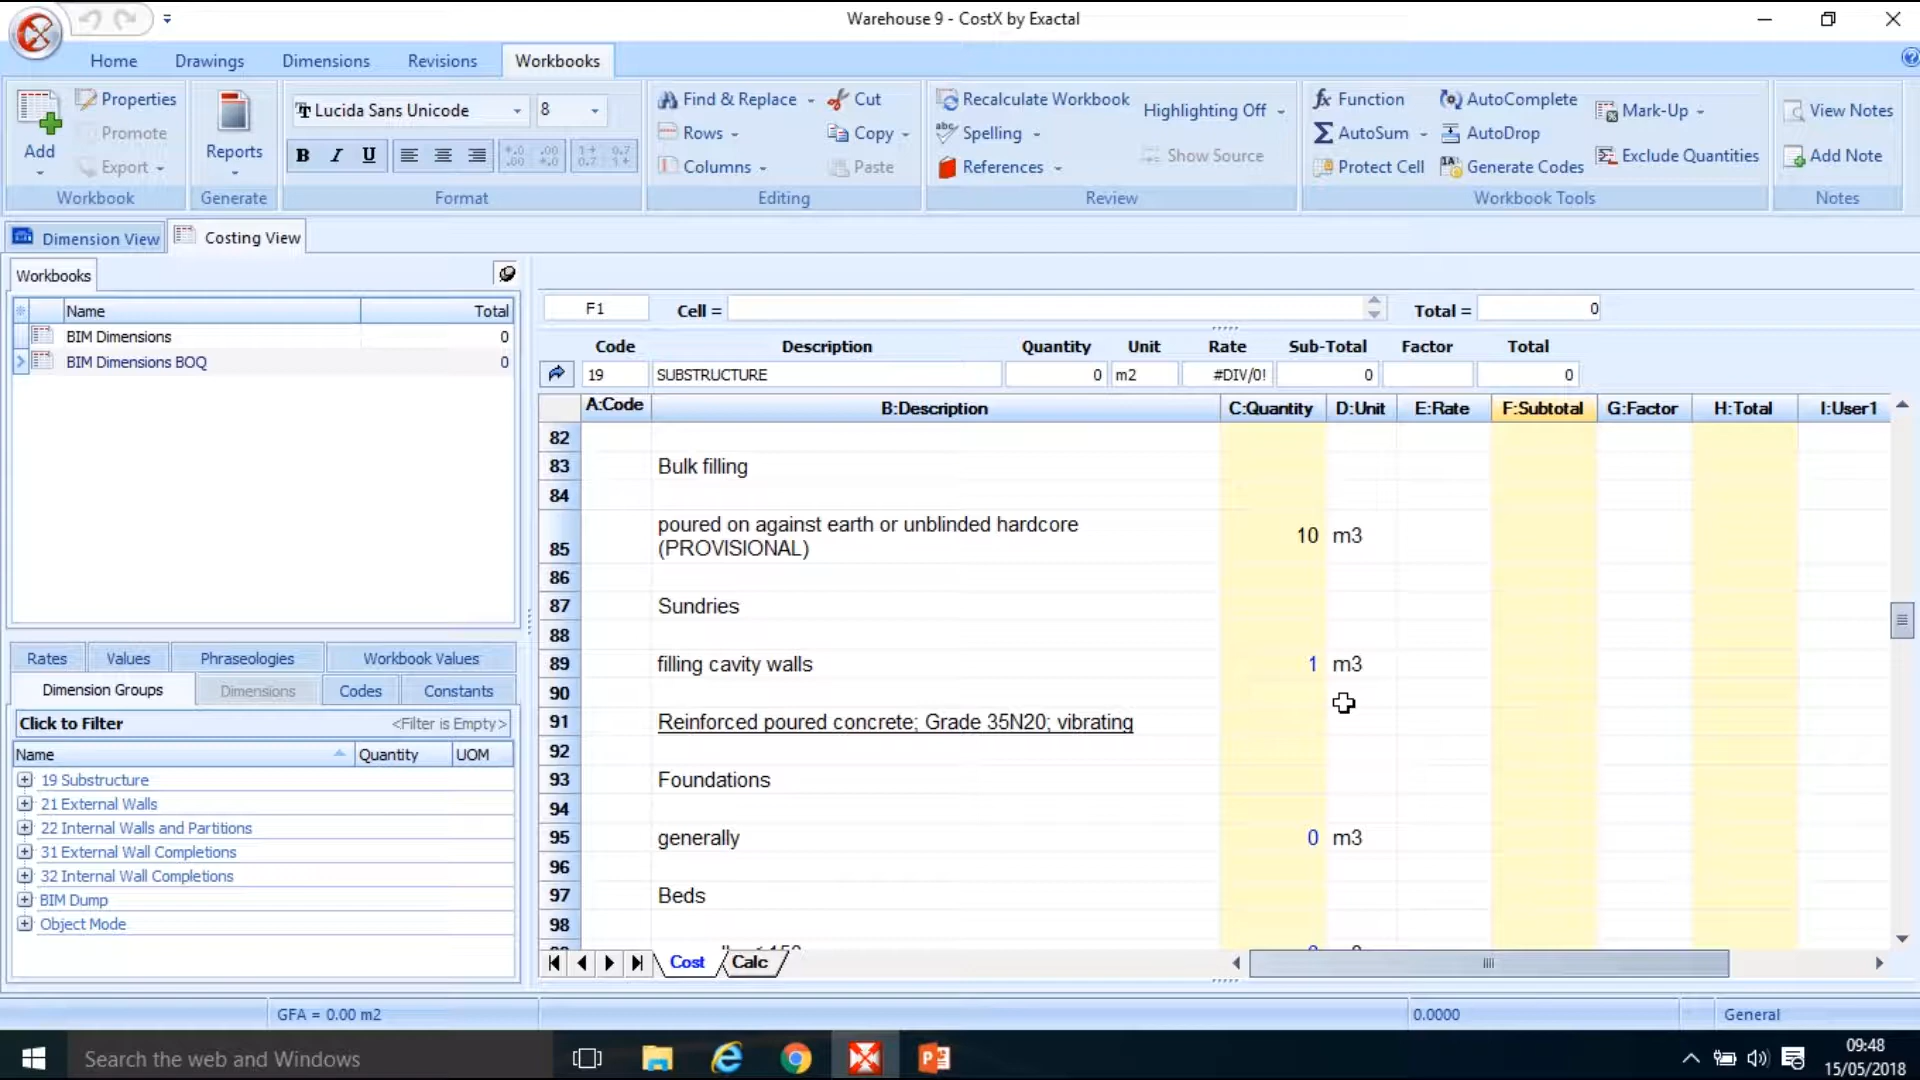 Warehouse 9 - CostX by Exactal
Home Drawings Dimensions Revisions Workbooks
Add
Properties
Promote
Export
Workbook
Reports
Generate
Lucida Sans Unicode 8
B I U
Format
Find & Replace
Rows
Columns
Cut
Copy
Paste
Editing
Recalculate Workbook
Spelling
References
Highlighting Off
Show Source
Review
Function
AutoSum
Protect Cell
AutoComplete
AutoDrop
Generate Codes
Mark-Up
Exclude Quantities
Workbook Tools
View Notes
Add Note
Notes
Dimension View Costing View
Workbooks
Name Total
BIM Dimensions 0
BIM Dimensions BOQ 0
Rates Values Phraseologies Workbook Values
Dimension Groups Dimensions Codes Constants
Click to Filter <Filter is Empty>
Name Quantity UOM
19 Substructure
21 External Walls
22 Internal Walls and Partitions
31 External Wall Completions
32 Internal Wall Completions
BIM Dump
Object Mode
F1 Cell = Total = 0
Code Description Quantity Unit Rate Sub-Total Factor Total
19 SUBSTRUCTURE 0 m2 #DIV/0! 0 0
A:Code B:Description C:Quantity D:Unit E:Rate F:Subtotal G:Factor H:Total I:User1
82
83 Bulk filling
84
85 poured on against earth or unblinded hardcore
(PROVISIONAL) 10 m3
86
87 Sundries
88
89 filling cavity walls 1 m3
90
91 Reinforced poured concrete; Grade 35N20; vibrating
92
93 Foundations
94
95 generally 0 m3
96
97 Beds
98
Cost Calc
GFA = 0.00 m2 0.0000 General
Search the web and Windows
09:48
15/05/2018